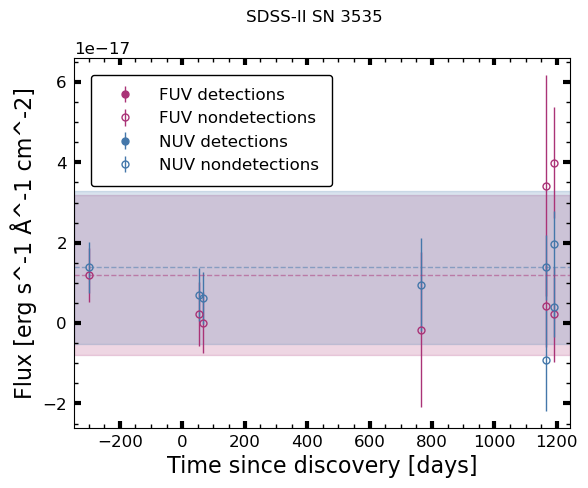 SDSS-II SN 3535
1e−17
FUV detections
FUV nondetections
NUV detections
NUV nondetections
6
4
2
0
−2
Flux [erg s^-1 Å^-1 cm^-2]
−200 0 200 400 600 800 1000 1200
Time since discovery [days]